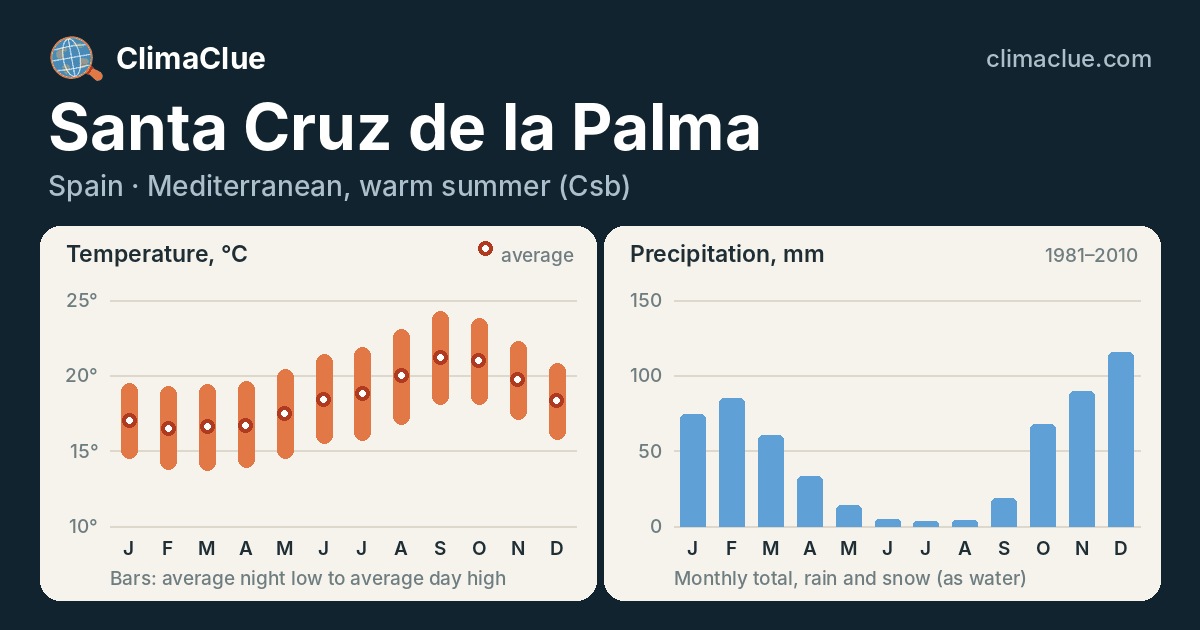 ClimaClue
climaclue.com
Santa Cruz de la Palma
Spain · Mediterranean, warm summer (Csb)
Temperature, °C
average
25°
20°
15°
10°
J F M A M J J A S O N D
Bars: average night low to average day high
Precipitation, mm
1981–2010
150
100
50
0
J F M A M J J A S O N D
Monthly total, rain and snow (as water)